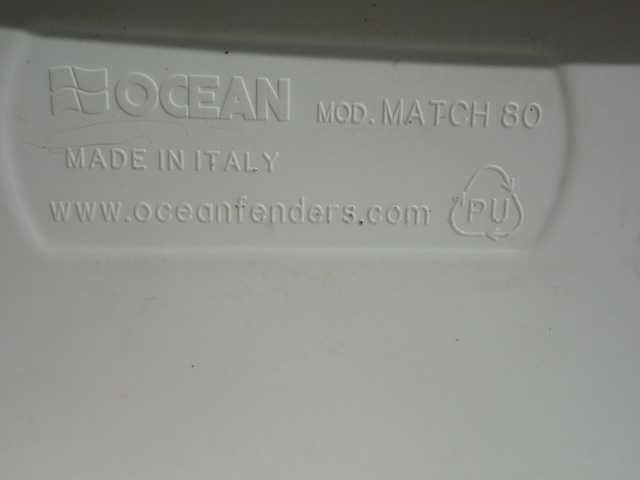 OCEAN MOD. MATCH 80
MADE IN ITALY
www.oceanfenders.com PU